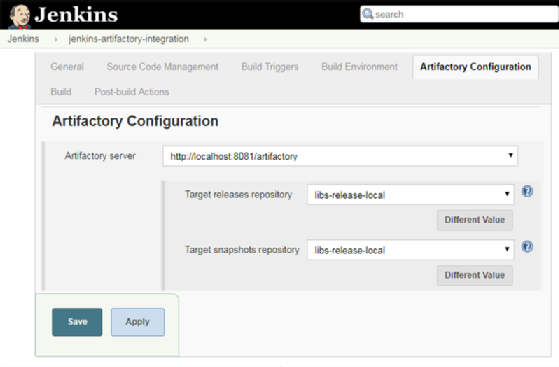 Jenkins
search
Jenkins › jenkins-artifactory-integration ›
General Source Code Management Build Triggers Build Environment Artifactory Configuration
Build Post-build Actions
Artifactory Configuration
Artifactory server http://localhost:8081/artifactory
Target releases repository libs-release-local
Different Value
Target snapshots repository libs-release-local
Different Value
Save Apply